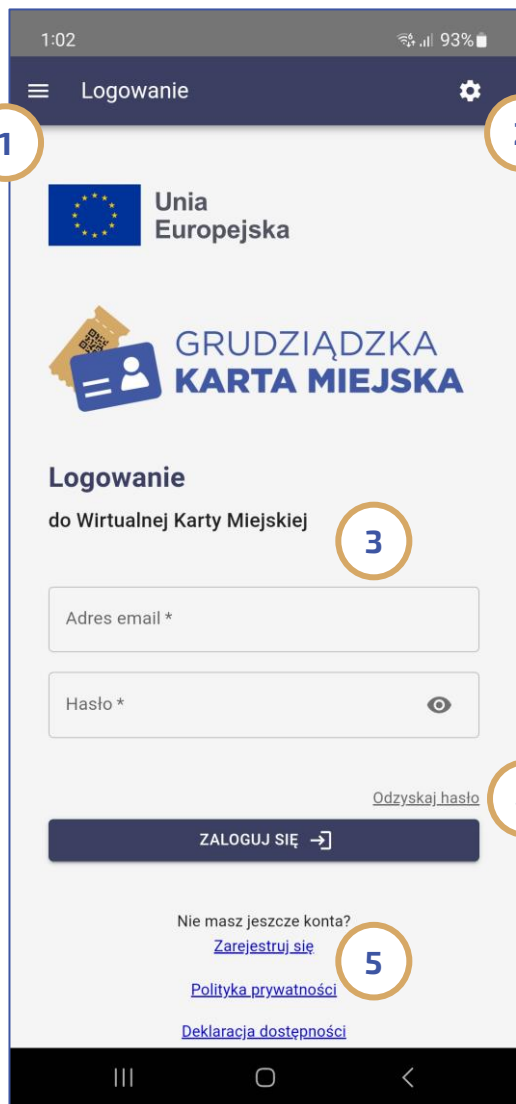 1:02
93%
Logowanie
1
Unia
Europejska
GRUDZIĄDZKA
KARTA MIEJSKA
Logowanie
do Wirtualnej Karty Miejskiej
3
Adres email *
Hasło *
Odzyskaj hasło
ZALOGUJ SIĘ
Nie masz jeszcze konta?
Zarejestruj się
5
Polityka prywatności
Deklaracja dostępności